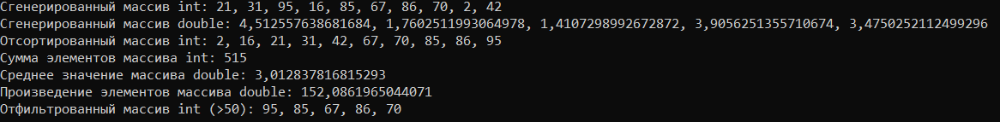 Сгенерированный массив int: 21, 31, 95, 16, 85, 67, 86, 70, 2, 42
Сгенерированный массив double: 4,512557638681684, 1,7602511993064978, 1,4107298992672872, 3,9056251355710674, 3,4750252112499296
Отсортированный массив int: 2, 16, 21, 31, 42, 67, 70, 85, 86, 95
Сумма элементов массива int: 515
Среднее значение массива double: 3,012837816815293
Произведение элементов массива double: 152,0861965044071
Отфильтрованный массив int (>50): 95, 85, 67, 86, 70